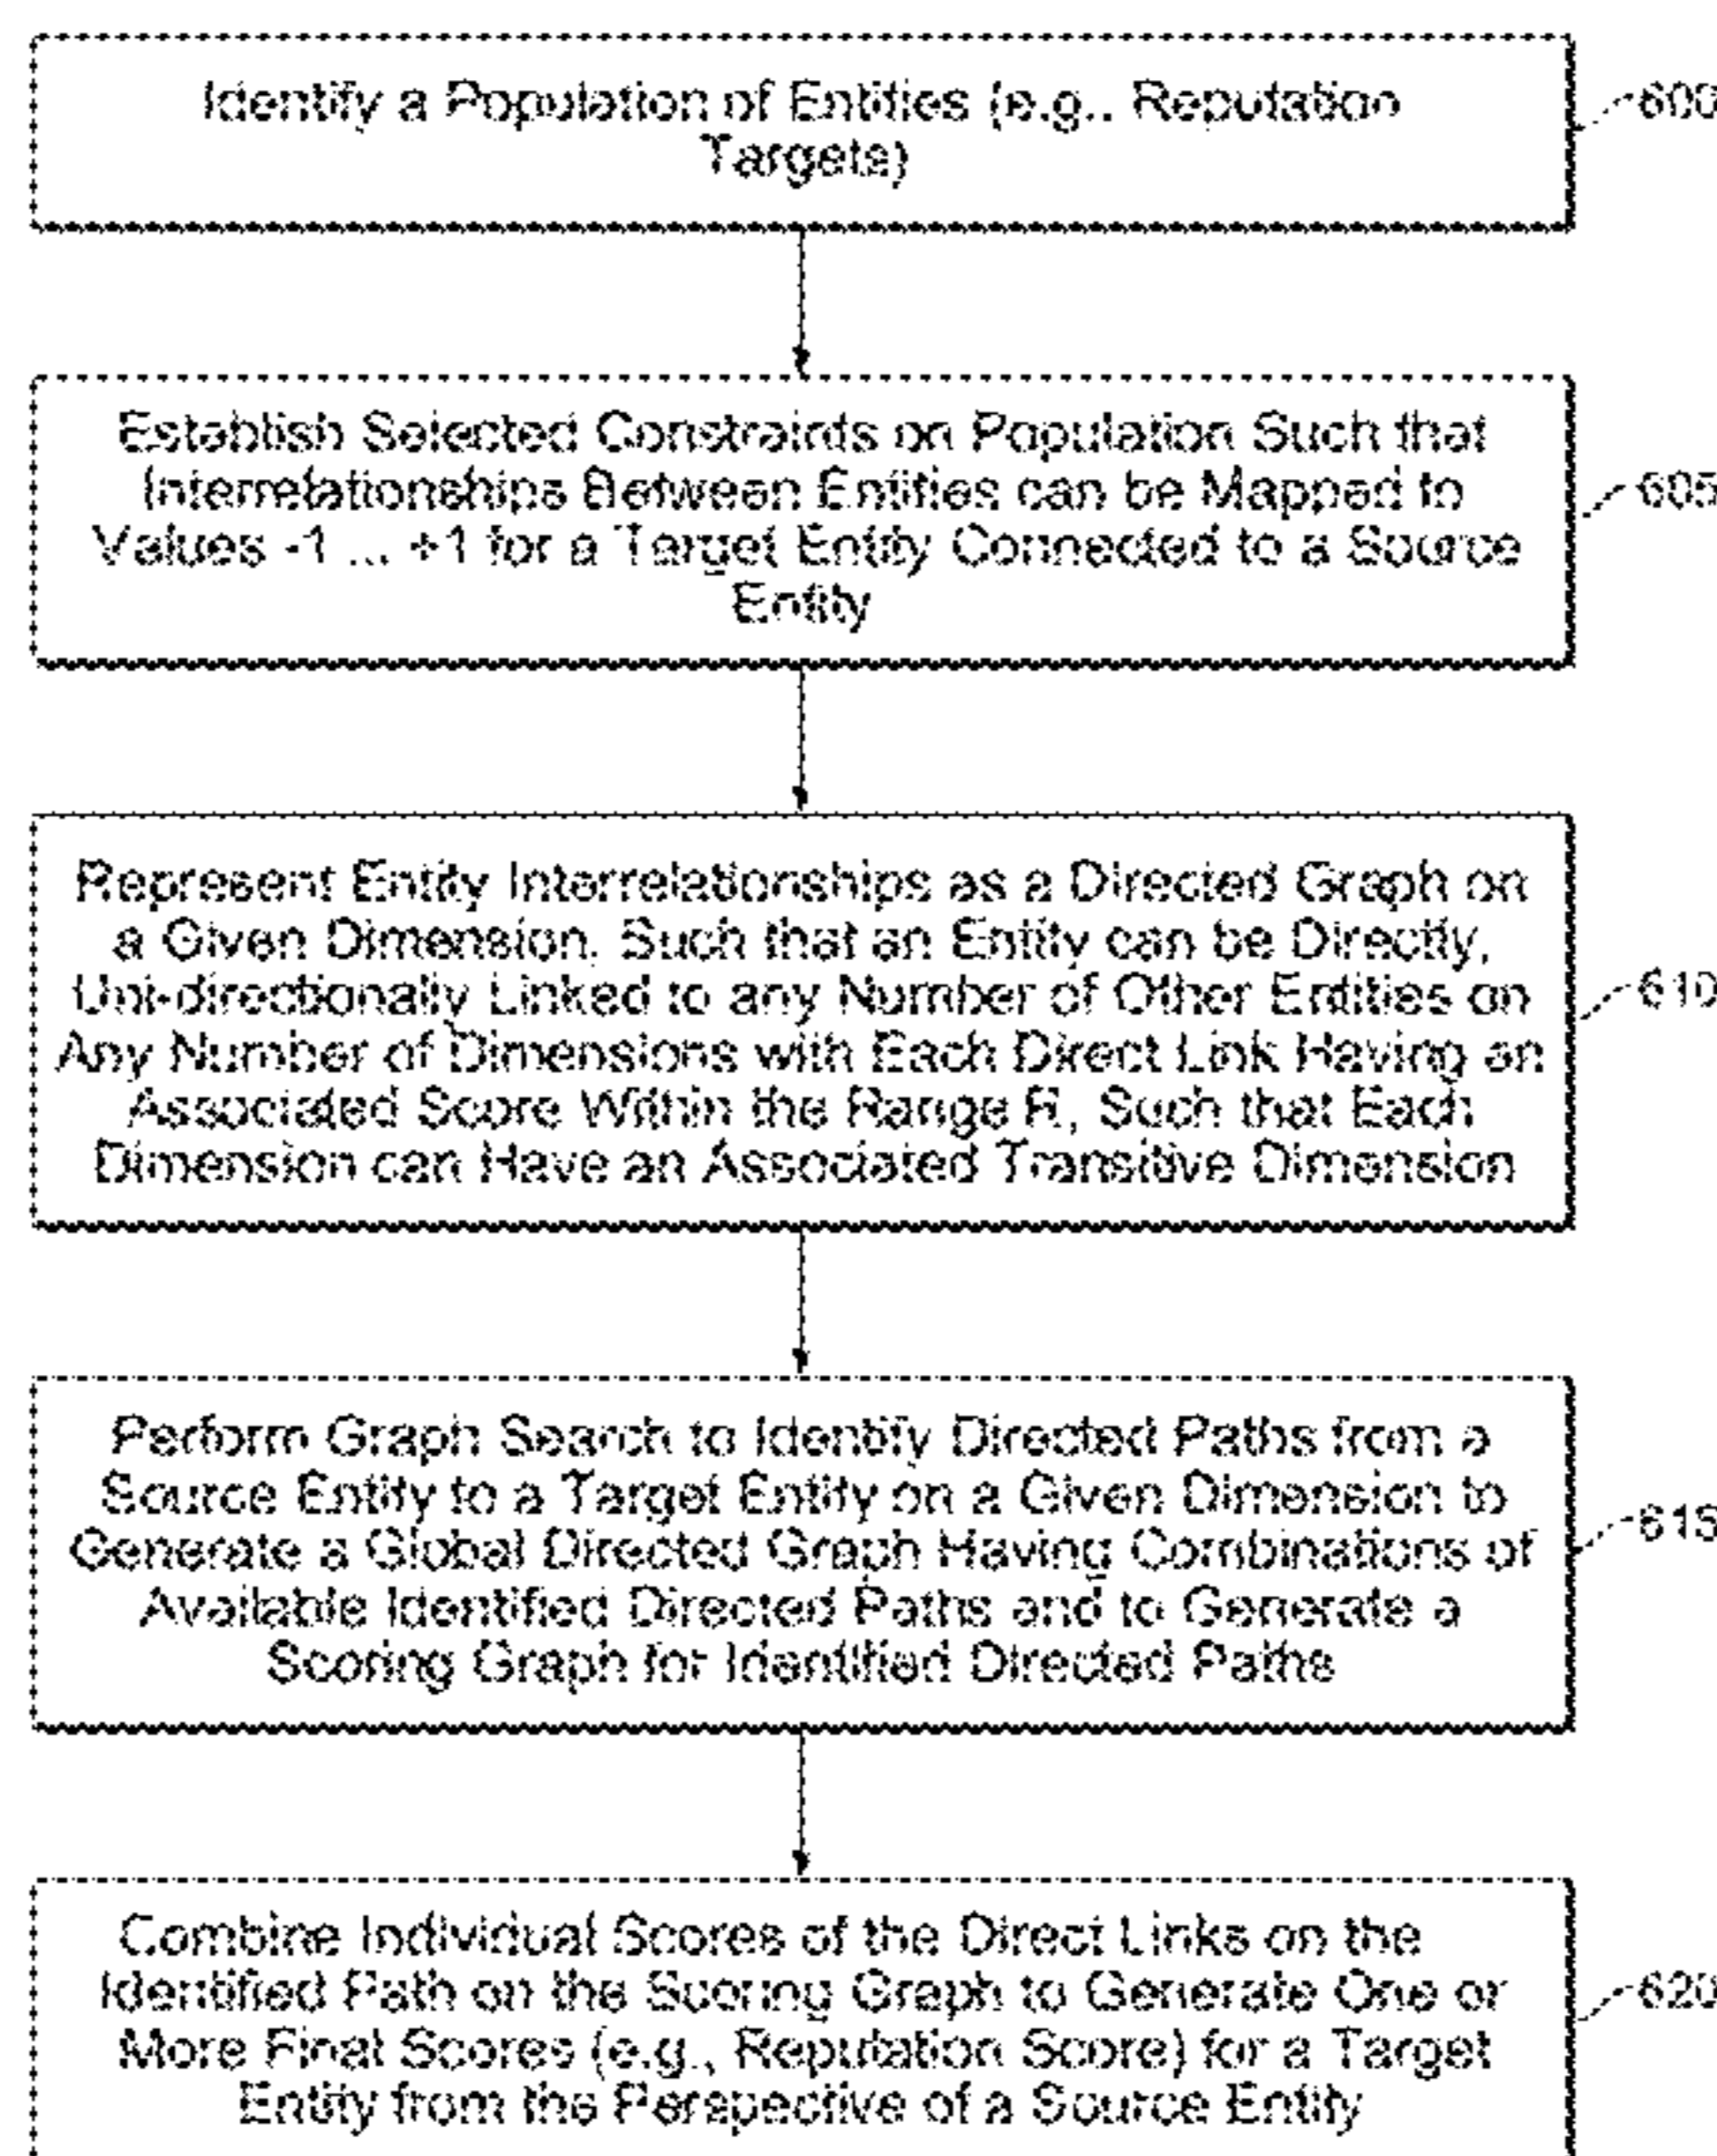 Identify a Population of Entities (e.g., Reputation
Targets)
600
Establish Selected Constraints on Population Such that
Interrelationships Between Entities can be Mapped to
Values -1 ... +1 for a Target Entity Connected to a Source
Entity
605
Represent Entity Interrelationships as a Directed Graph on
a Given Dimension, Such that an Entity can be Directly,
Uni-directionally Linked to any Number of Other Entities on
Any Number of Dimensions with Each Direct Link Having an
Associated Score Within the Range R, Such that Each
Dimension can Have an Associated Transitive Dimension
610
Perform Graph Search to Identify Directed Paths from a
Source Entity to a Target Entity on a Given Dimension to
Generate a Global Directed Graph Having Combinations of
Available Identified Directed Paths and to Generate a
Scoring Graph for Identified Directed Paths
615
Combine Individual Scores of the Direct Links on the
Identified Path on the Scoring Graph to Generate One or
More Final Scores (e.g., Reputation Score) for a Target
Entity from the Perspective of a Source Entity
620